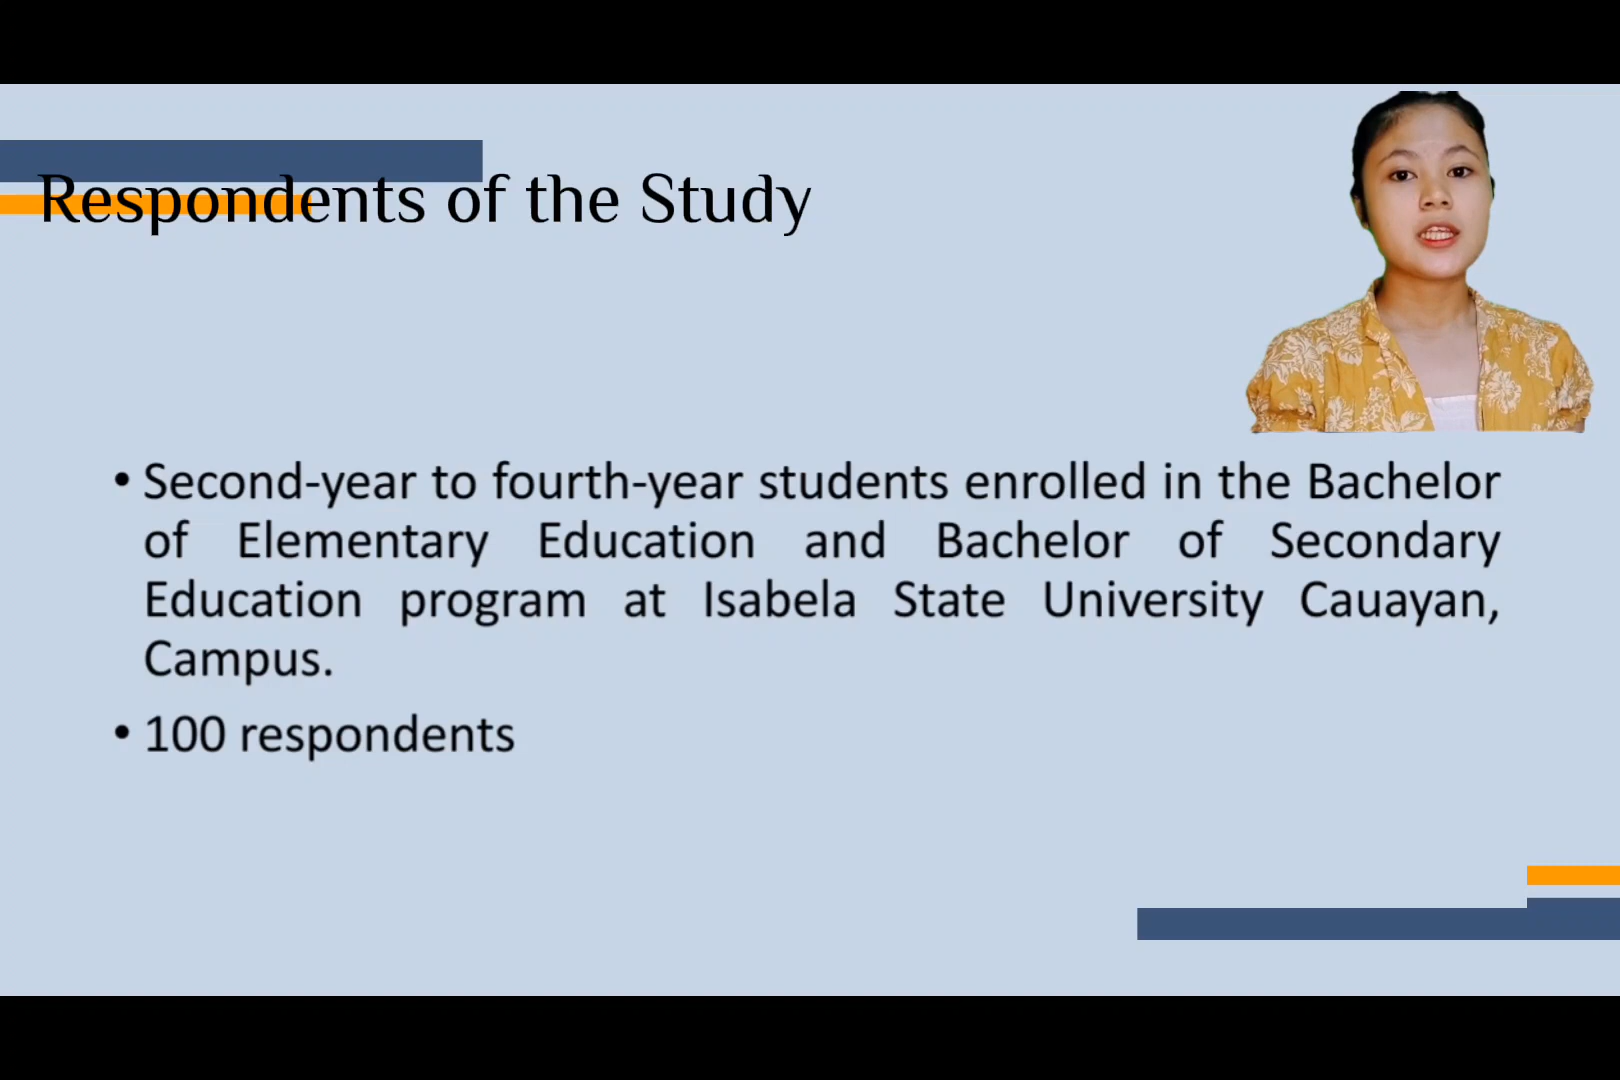 Respondents of the Study
• Second-year to fourth-year students enrolled in the Bachelor
of Elementary Education and Bachelor of Secondary
Education program at Isabela State University Cauayan,
Campus.
• 100 respondents